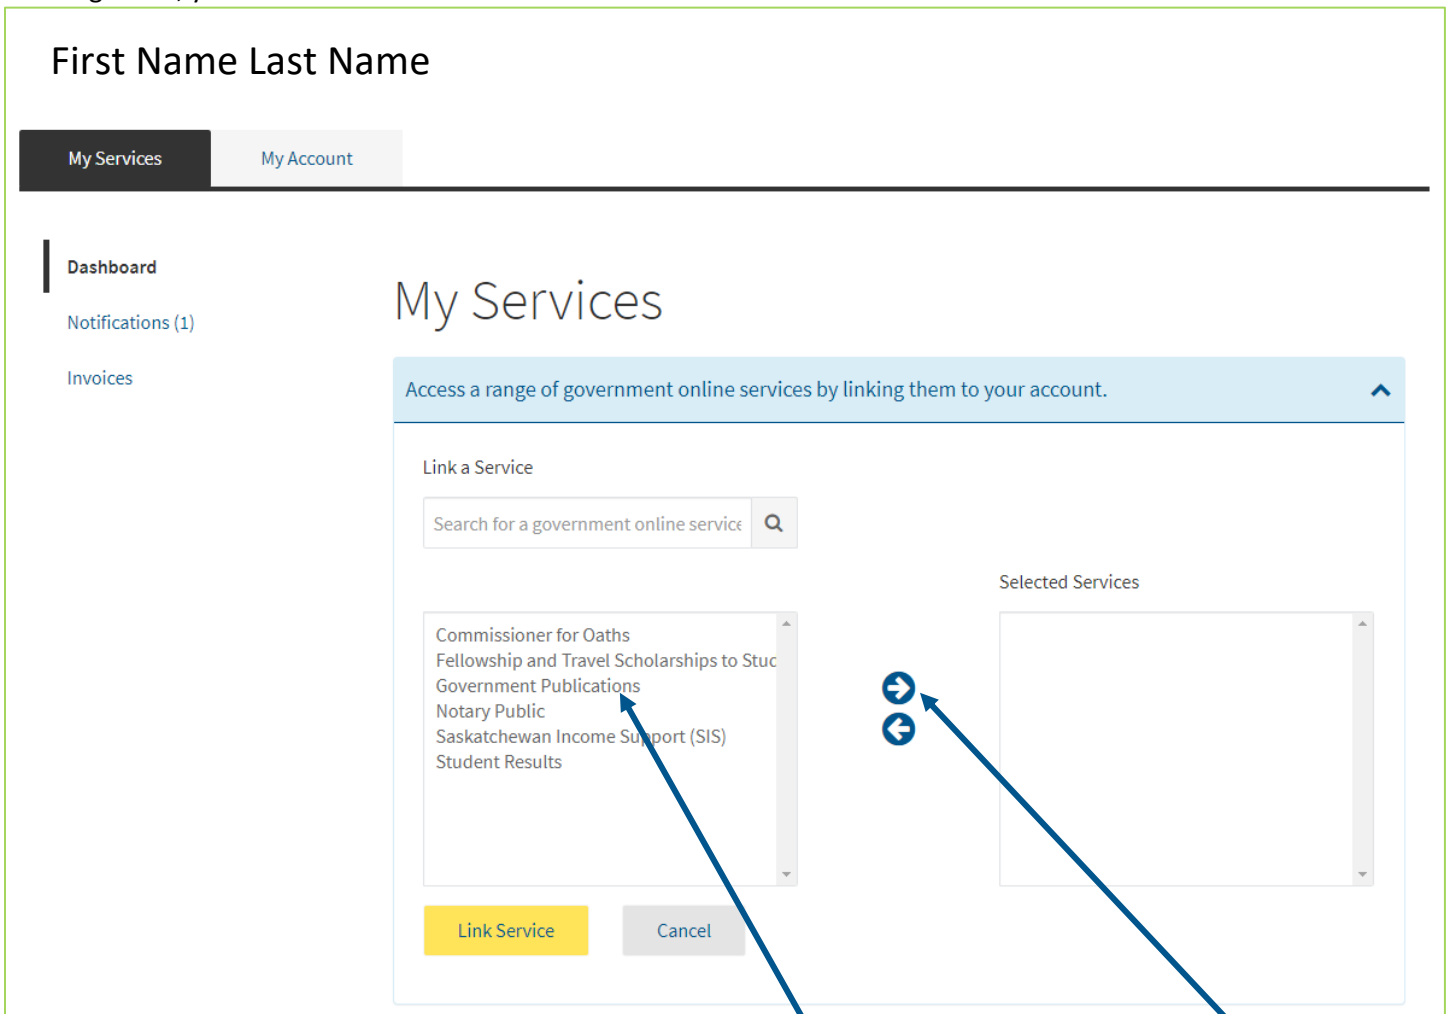 First Name Last Name
My Services
My Account
Dashboard
Notifications (1)
Invoices
My Services
Access a range of government online services by linking them to your account.
Link a Service
Search for a government online service
Selected Services
Commissioner for Oaths
Fellowship and Travel Scholarships to
Government Publications
Notary Public
Saskatchewan Income Support (SIS)
Student Results
Link Service
Cancel